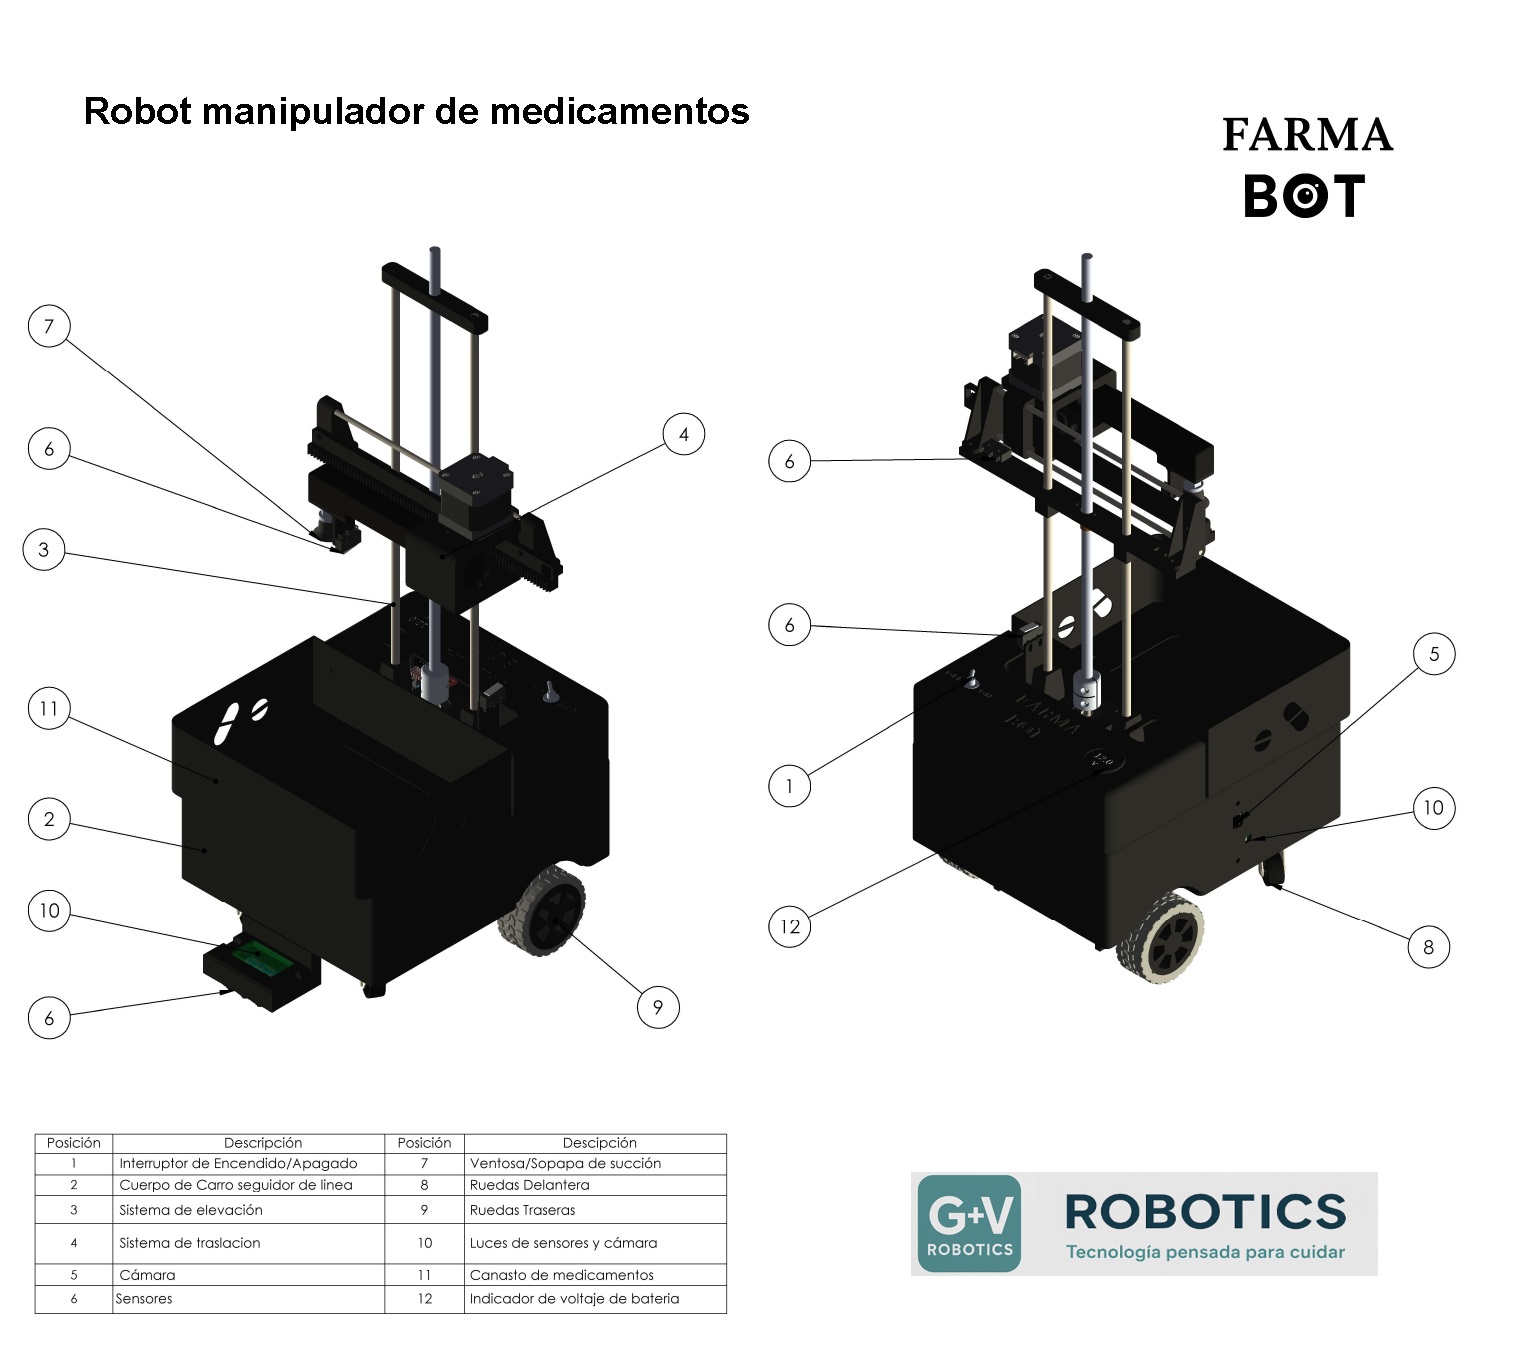 Robot manipulador de medicamentos
FARMA
BOT
7
6
3
11
2
10
6
4
9
6
6
1
12
5
10
8
FARMA
BOT
12.0
V
Posición Descripción Posición Descipción
1 Interruptor de Encendido/Apagado 7 Ventosa/Sopapa de succión
2 Cuerpo de Carro seguidor de linea 8 Ruedas Delantera
3 Sistema de elevación 9 Ruedas Traseras
4 Sistema de traslacion 10 Luces de sensores y cámara
5 Cámara 11 Canasto de medicamentos
6 Sensores 12 Indicador de voltaje de bateria
G+V
ROBOTICS
ROBOTICS
Tecnología pensada para cuidar